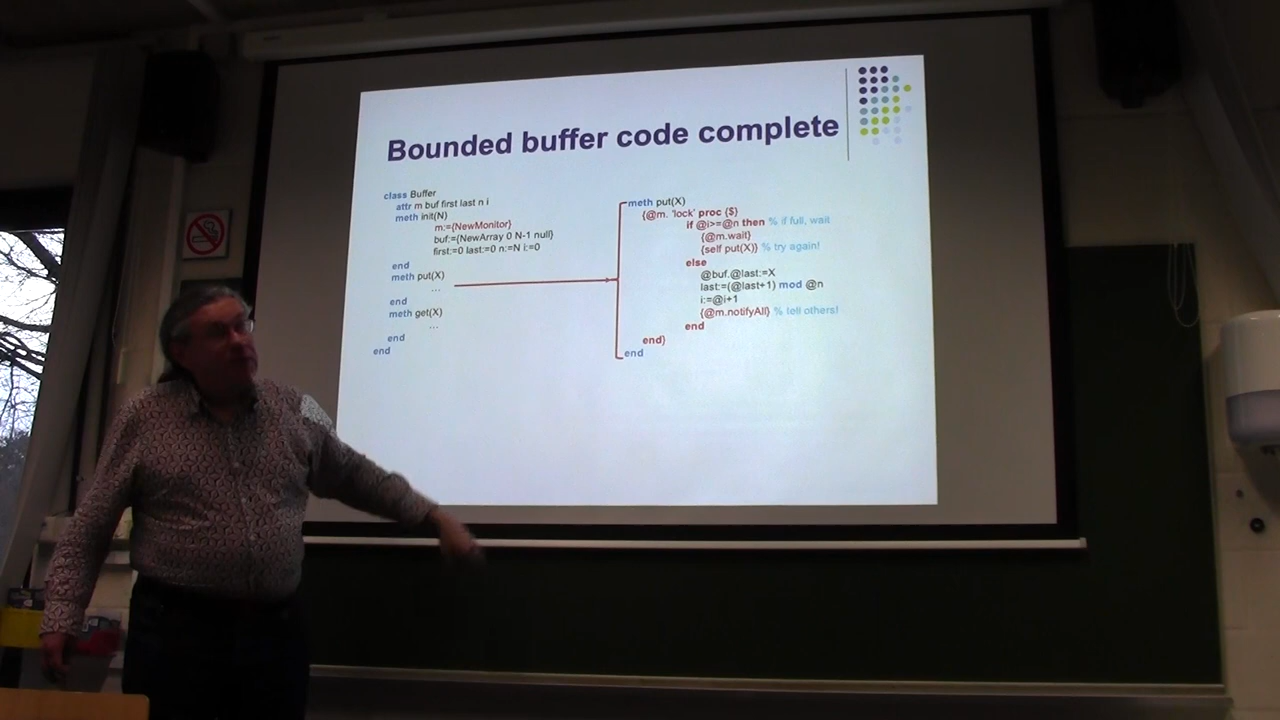 Bounded buffer code complete
class Buffer
attr m buf first last n i
meth init(N)
m:={NewMonitor}
buf:={NewArray 0 N-1 null}
first:=0 last:=0 n:=N i:=0
end
meth put(X)
...
end
meth get(X)
...
end
end
meth put(X)
{@m. 'lock' proc {$}
if @i>=@n then % if full, wait
{@m.wait}
{self put(X)} % try again!
else
@buf.@last:=X
last:=(@last+1) mod @n
i:=@i+1
{@m.notifyAll} % tell others!
end
end}
end